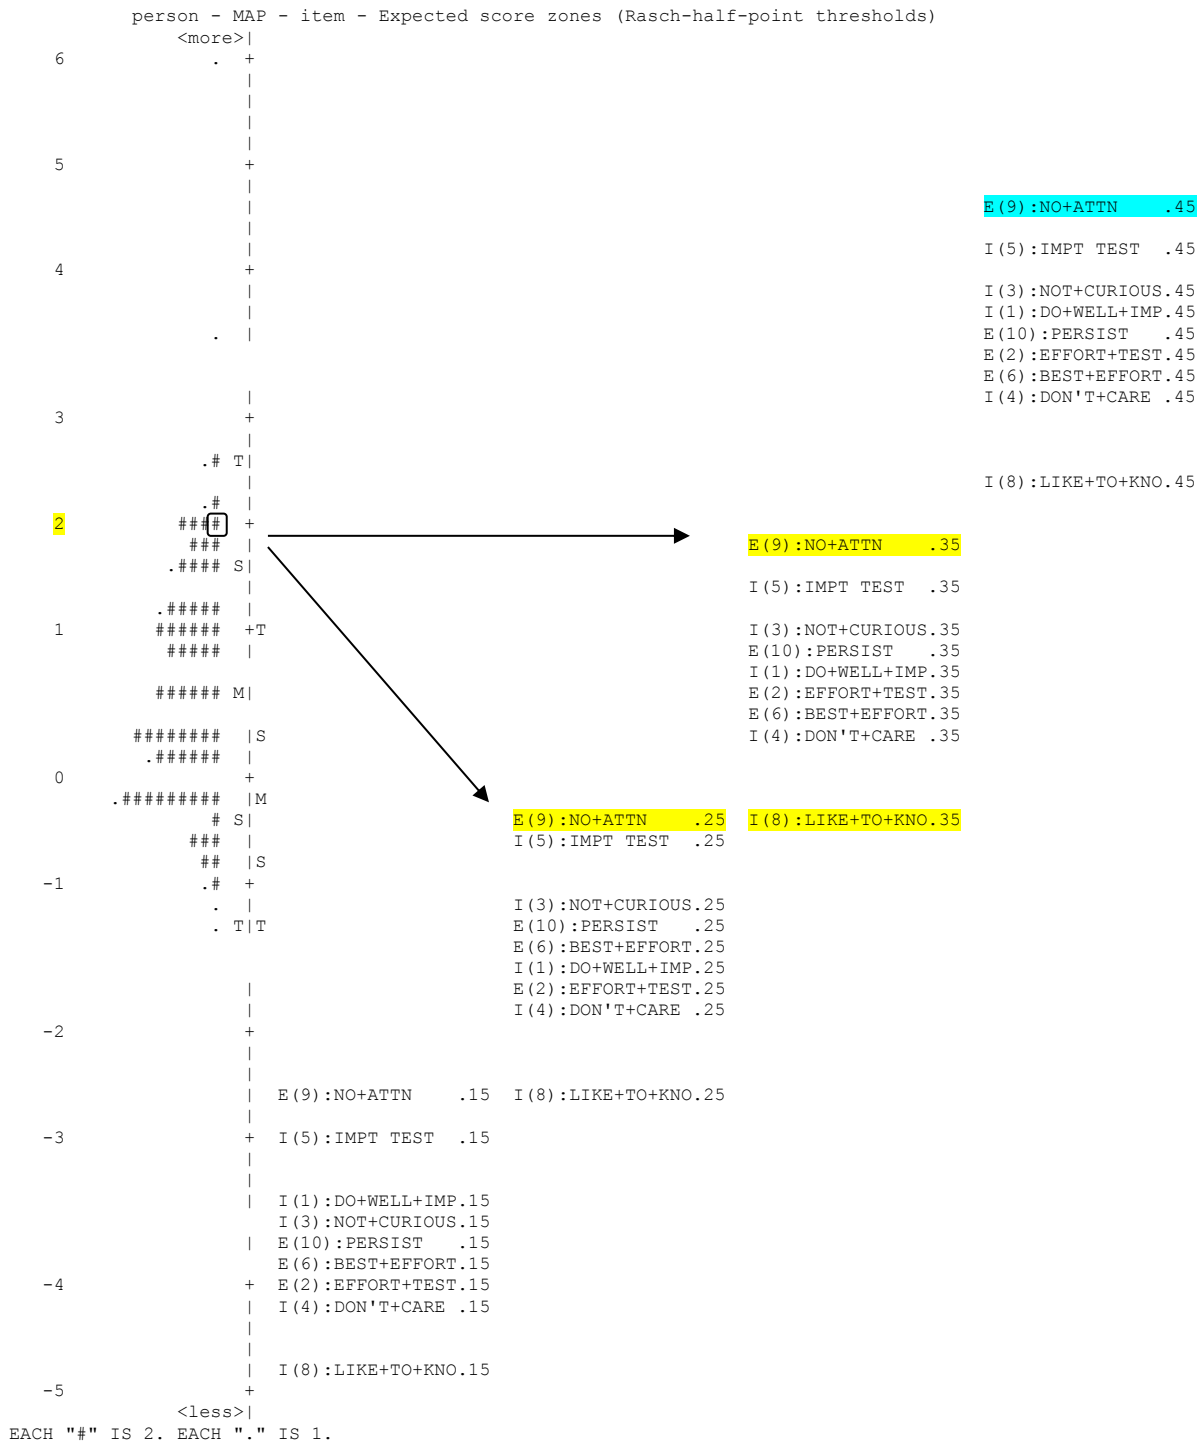 person - MAP - item - Expected score zones (Rasch-half-point thresholds)
<more>|
6 . +
|
|
|
|
5 +
|
| E(9):NO+ATTN .45
|
| I(5):IMPT TEST .45
4 +
| I(3):NOT+CURIOUS.45
| I(1):DO+WELL+IMP.45
. | E(10):PERSIST .45
E(2):EFFORT+TEST.45
E(6):BEST+EFFORT.45
| I(4):DON'T+CARE .45
3 +
|
.# T|
| I(8):LIKE+TO+KNO.45
.# |
2 #### +
### | E(9):NO+ATTN .35
.#### S|
| I(5):IMPT TEST .35
.##### |
1 ###### +T I(3):NOT+CURIOUS.35
##### | E(10):PERSIST .35
I(1):DO+WELL+IMP.35
###### M| E(2):EFFORT+TEST.35
E(6):BEST+EFFORT.35
######## |S I(4):DON'T+CARE .35
.###### |
0 +
.######### |M
# S| E(9):NO+ATTN .25 I(8):LIKE+TO+KNO.35
### | I(5):IMPT TEST .25
## |S
-1 .# +
. | I(3):NOT+CURIOUS.25
. T|T E(10):PERSIST .25
E(6):BEST+EFFORT.25
I(1):DO+WELL+IMP.25
| E(2):EFFORT+TEST.25
| I(4):DON'T+CARE .25
-2 +
|
|
| E(9):NO+ATTN .15 I(8):LIKE+TO+KNO.25
|
-3 + I(5):IMPT TEST .15
|
|
| I(1):DO+WELL+IMP.15
I(3):NOT+CURIOUS.15
| E(10):PERSIST .15
E(6):BEST+EFFORT.15
-4 + E(2):EFFORT+TEST.15
| I(4):DON'T+CARE .15
|
|
| I(8):LIKE+TO+KNO.15
-5 +
<less>|
EACH "#" IS 2. EACH "." IS 1.